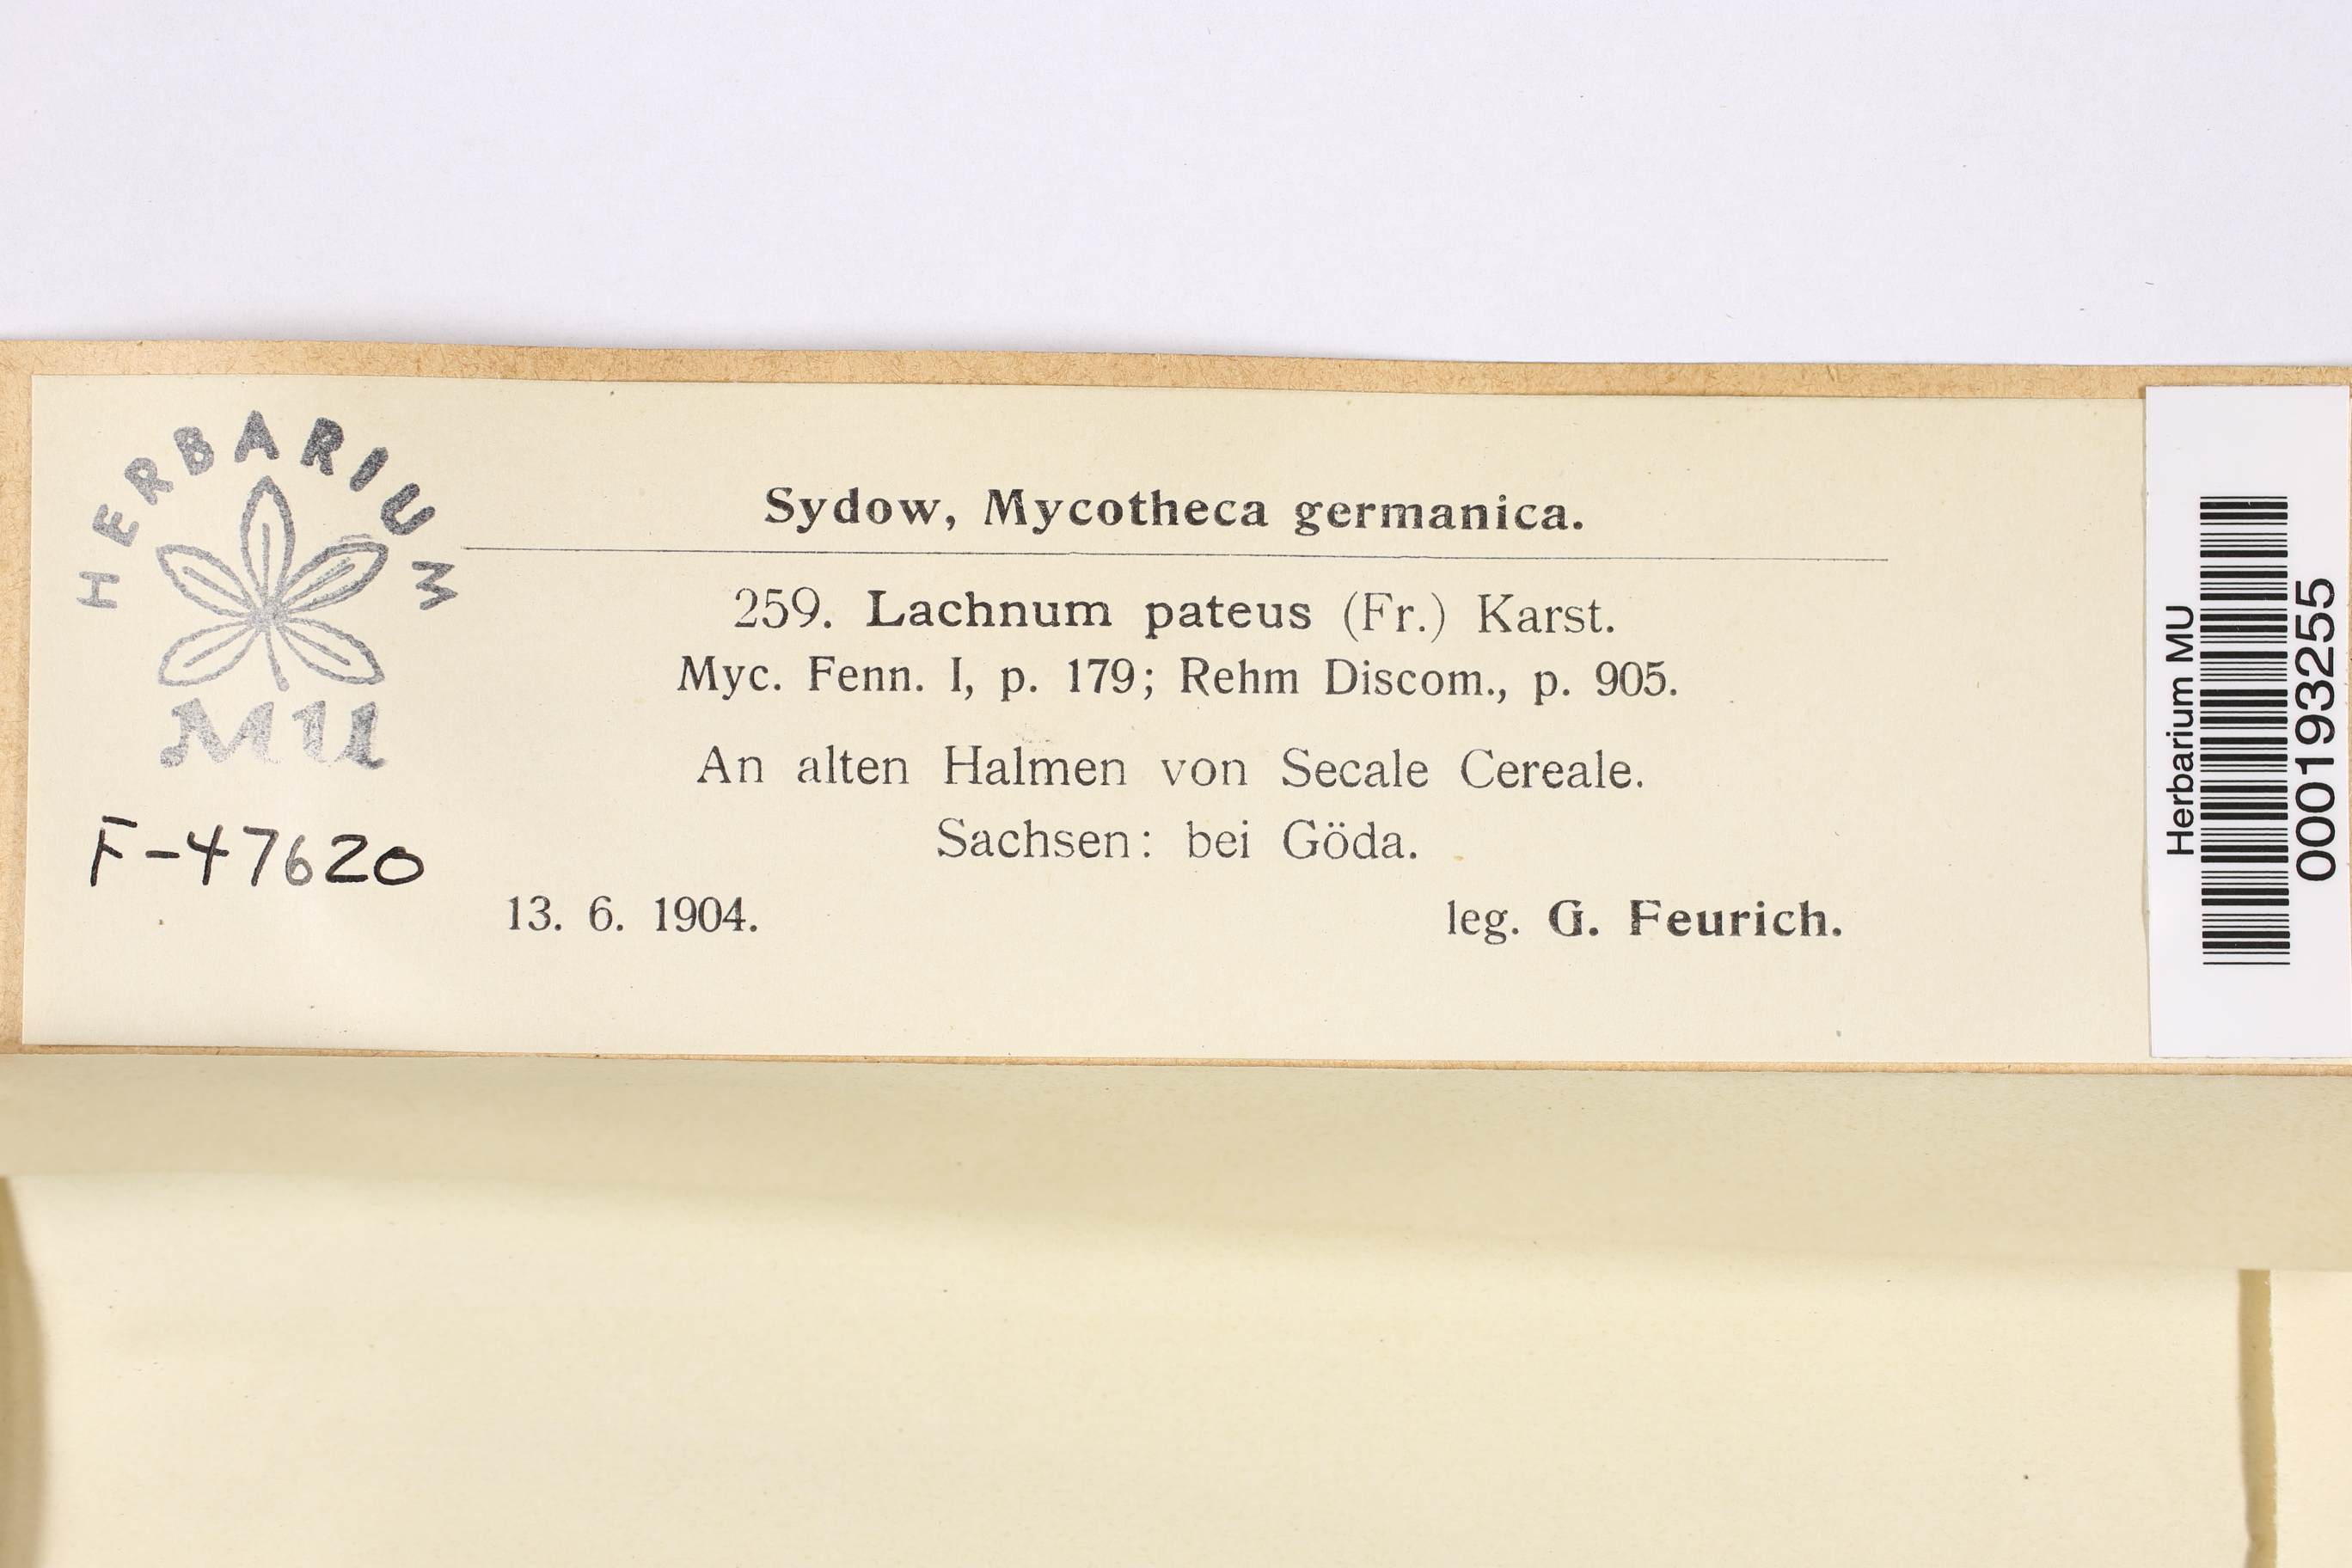 HERBARIUM
MU
F-47620
Sydow, Mycotheca germanica.
259. Lachnum pateus (Fr.) Karst.
Myc. Fenn. I, p. 179; Rehm Discom., p. 905.
An alten Halmen von Secale Cereale.
Sachsen: bei Göda.
13. 6. 1904. leg. G. Feurich.
Herbarium MU
000193255